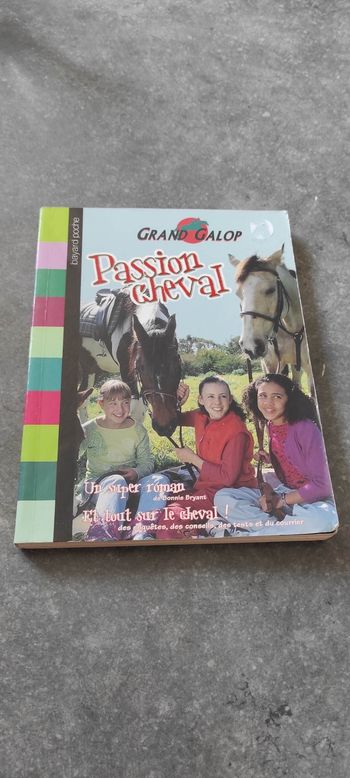 bayard poche
GRAND GALOP
Passion
cheval
Un super roman
de Bonnie Bryant
Et tout sur le cheval !
des enquêtes, des conseils, des tests et du courrier